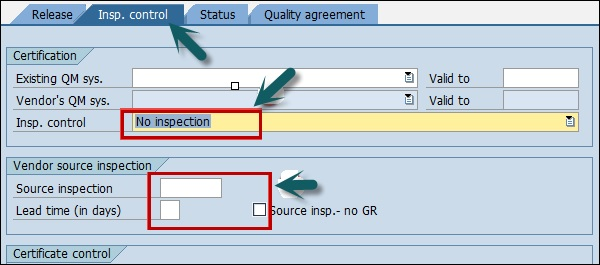 Release Insp. control Status Quality agreement
Certification
Existing QM sys. Valid to
Vendor's QM sys. Valid to
Insp. control No inspection
Vendor source inspection
Source inspection
Lead time (in days) Source insp.- no GR
Certificate control